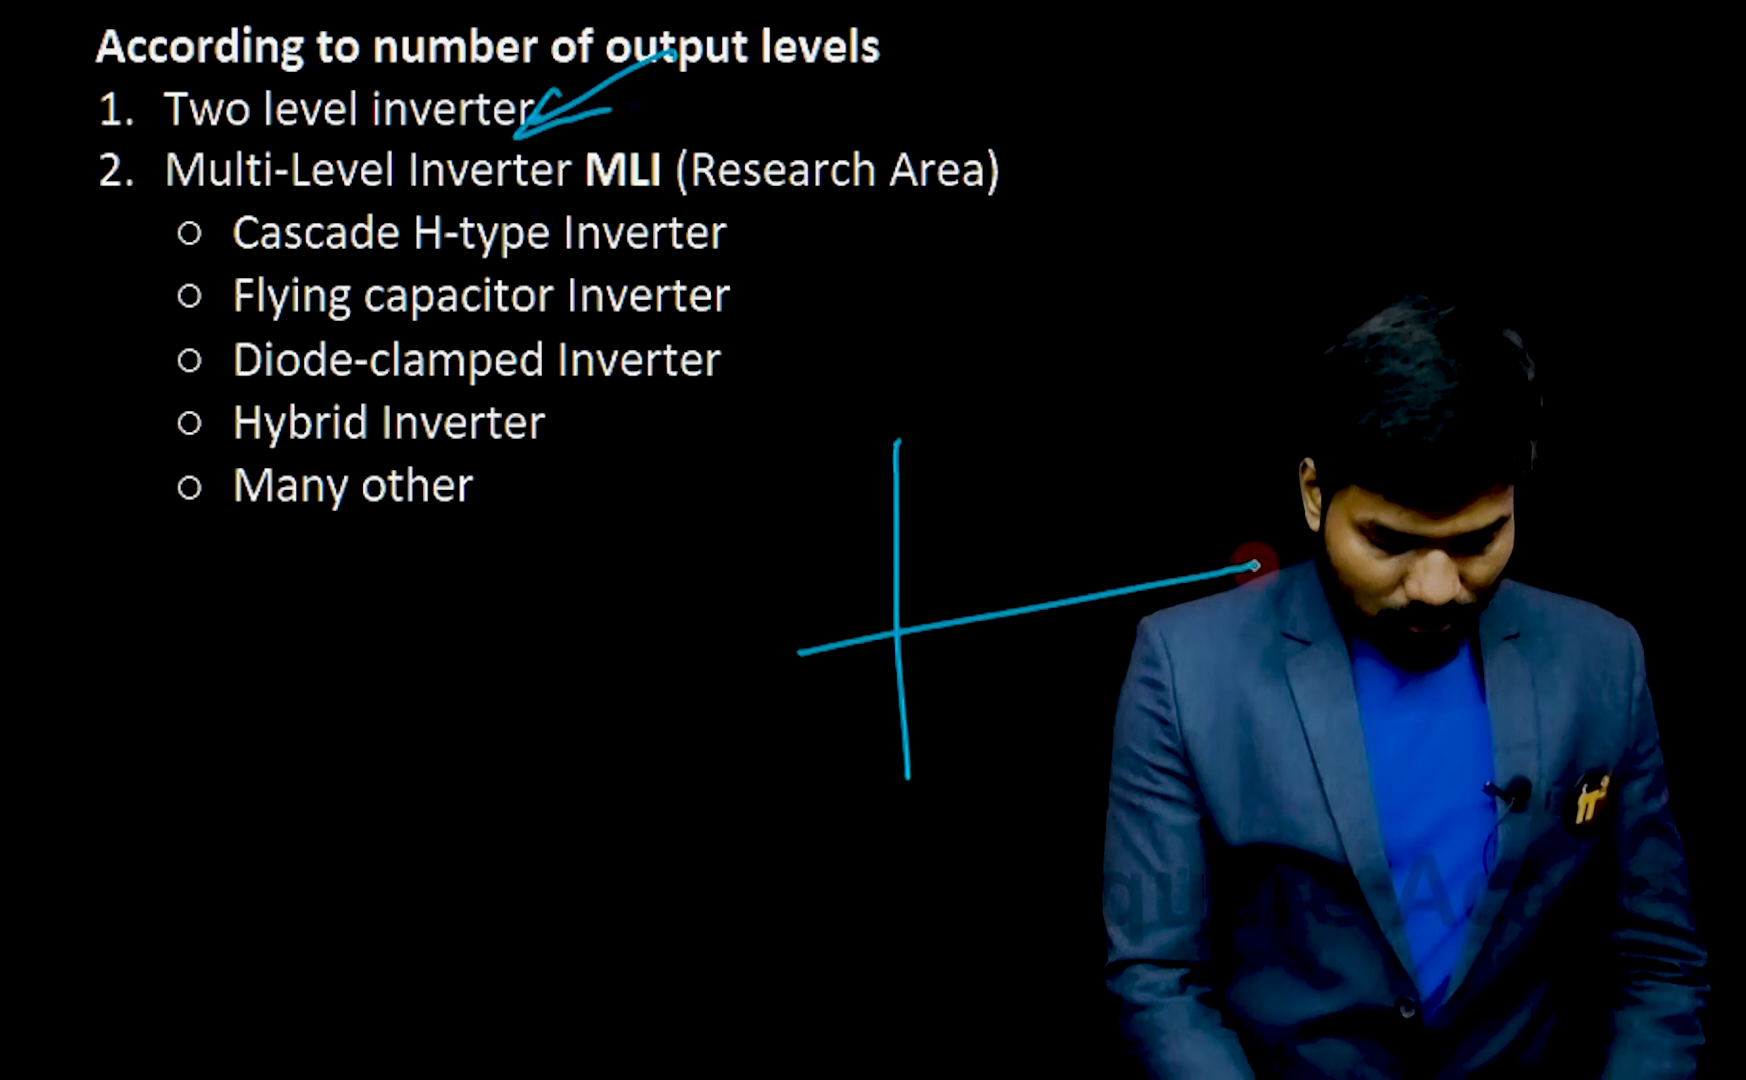 According to number of output levels
1. Two level inverter
2. Multi-Level Inverter MLI (Research Area)
○ Cascade H-type Inverter
○ Flying capacitor Inverter
○ Diode-clamped Inverter
○ Hybrid Inverter
○ Many other